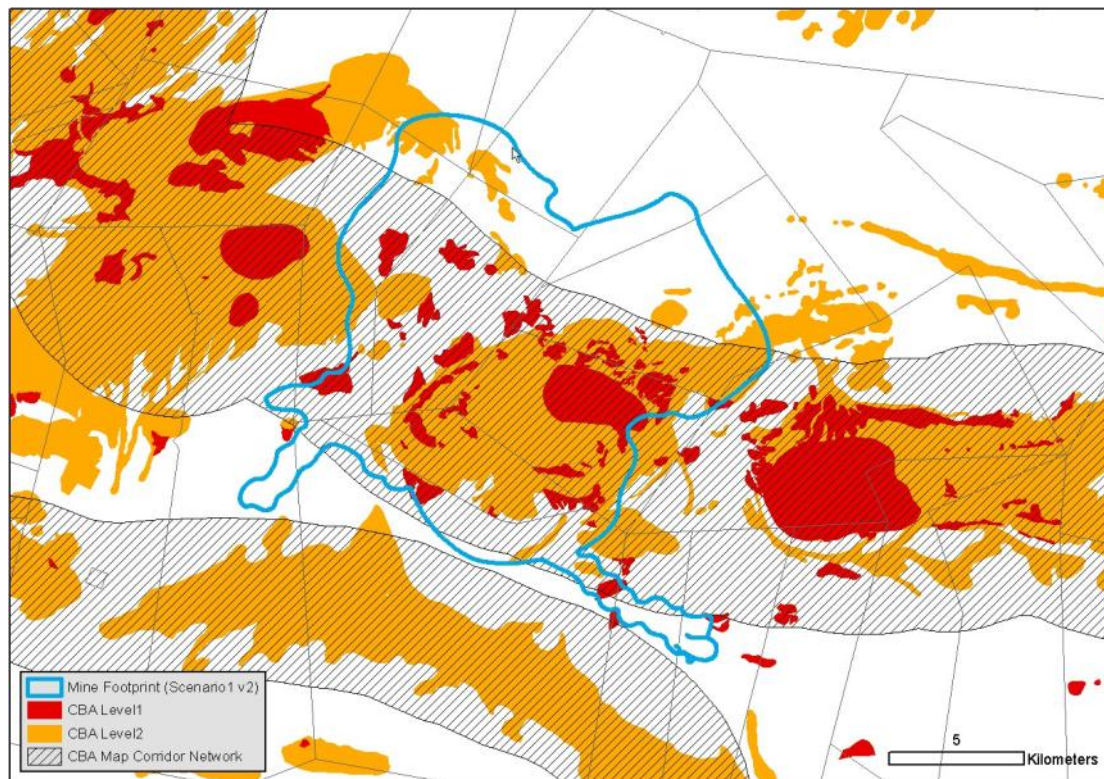 Mine Footprint (Scenario1 v2)
CBA Level1
CBA Level2
CBA Map Corridor Network
5
Kilometers